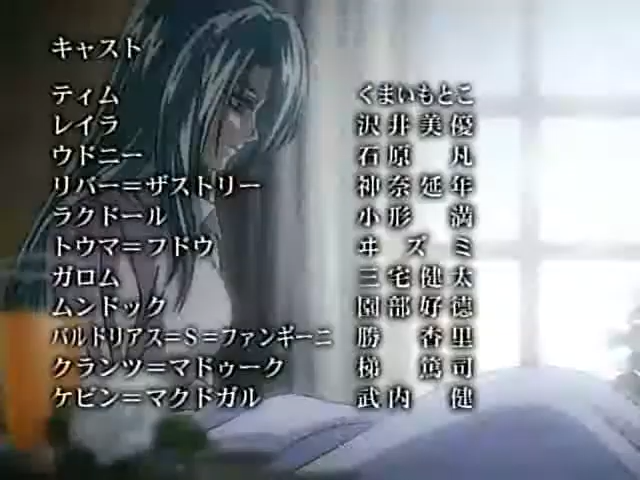 キャスト
ティム くまいもとこ
レイラ 沢井美優
ウドニー 石原 凡
リバー＝ザストリー 神奈延年
ラクドール 小形 満
トウマ＝フドウ ヰズミ
ガロム 三宅健太
ムンドック 園部好徳
バルドリアス＝S＝ファンギーニ 勝 杏里
クランツ＝マドゥーク 梯 篤司
ケビン＝マクドガル 武内 健